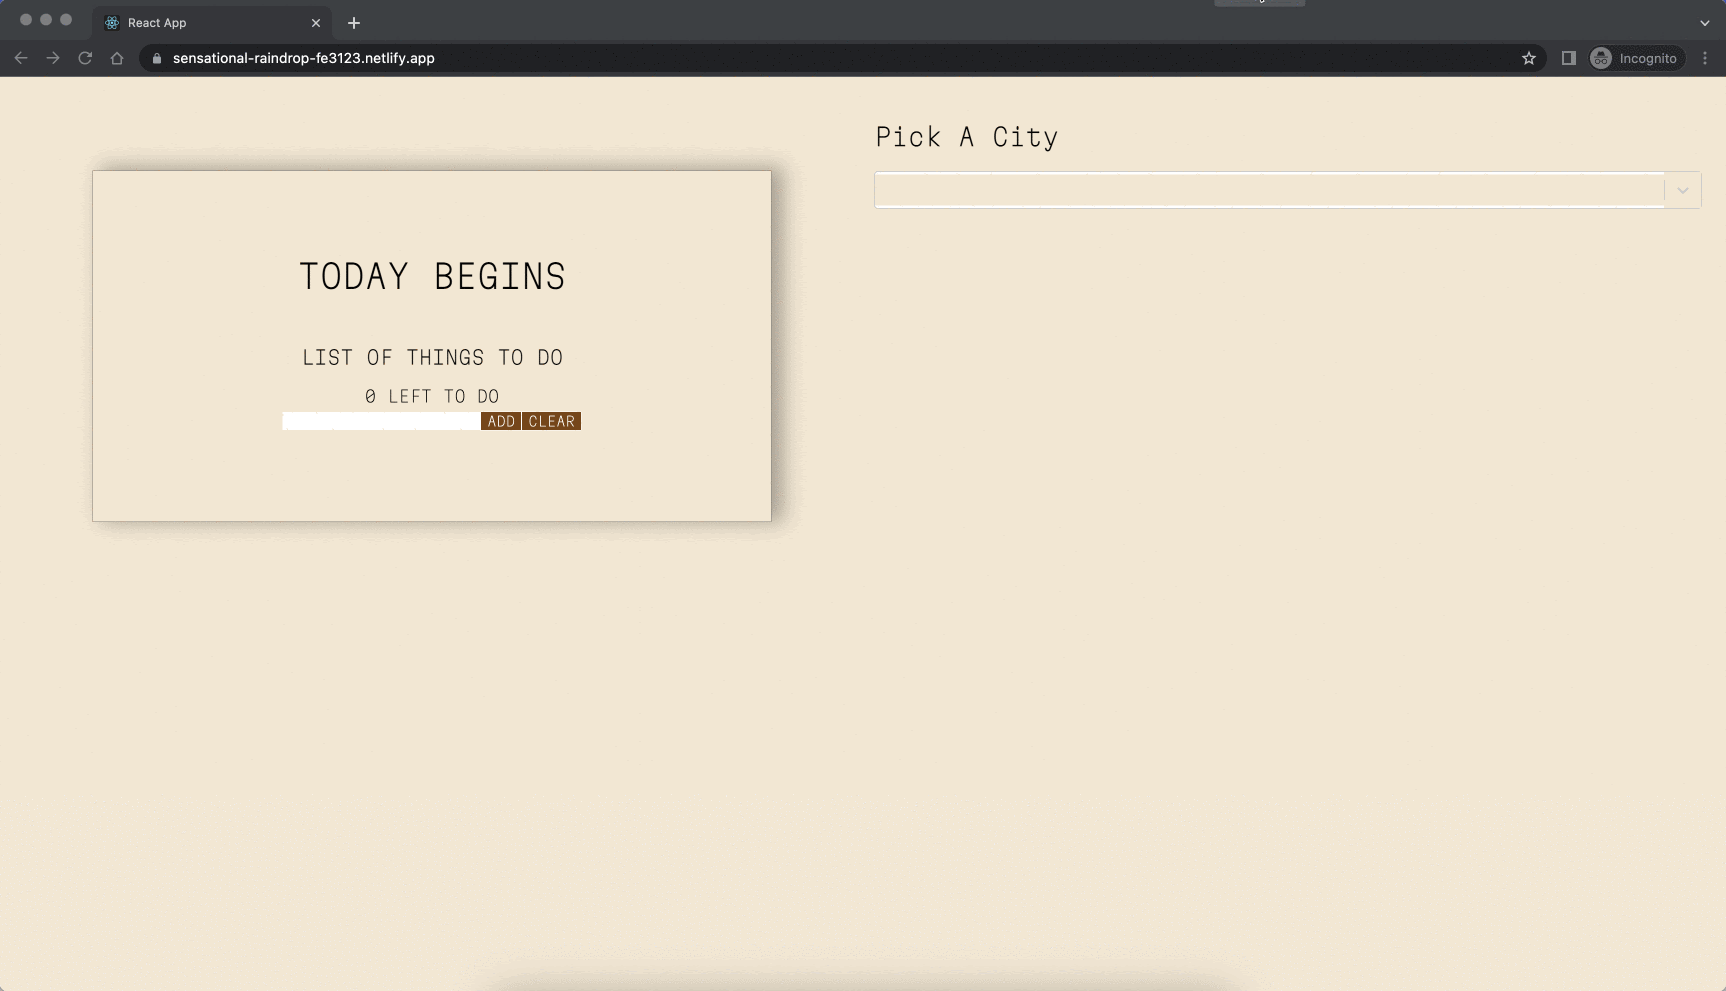 React App
sensational-raindrop-fe3123.netlify.app
Incognito
TODAY BEGINS
LIST OF THINGS TO DO
0 LEFT TO DO
ADD CLEAR
Pick A City